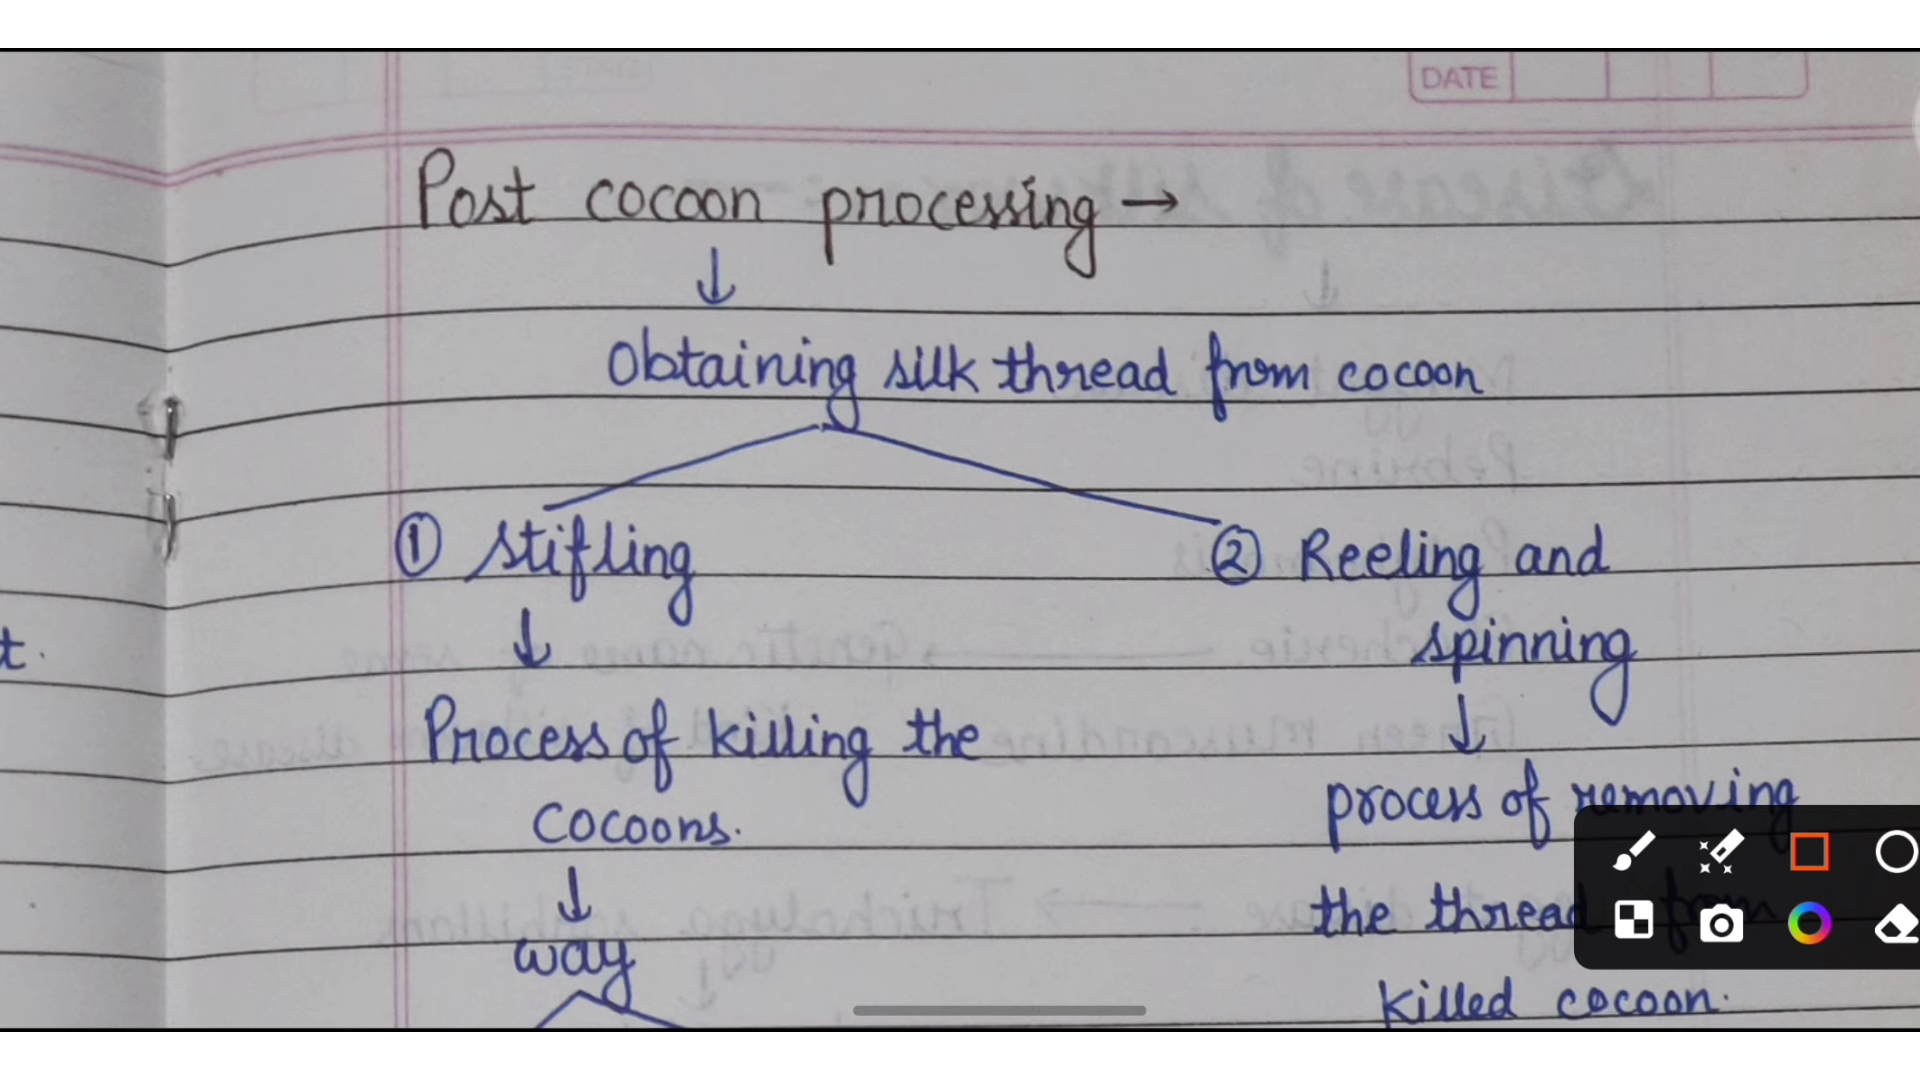 DATE
Post cocoon processing →
↓
Obtaining silk thread from cocoon
① Stifling
② Reeling and
spinning
↓
↓
Process of killing the
cocoons.
process of removing
the thread from
killed cocoon.
↓
way
t.